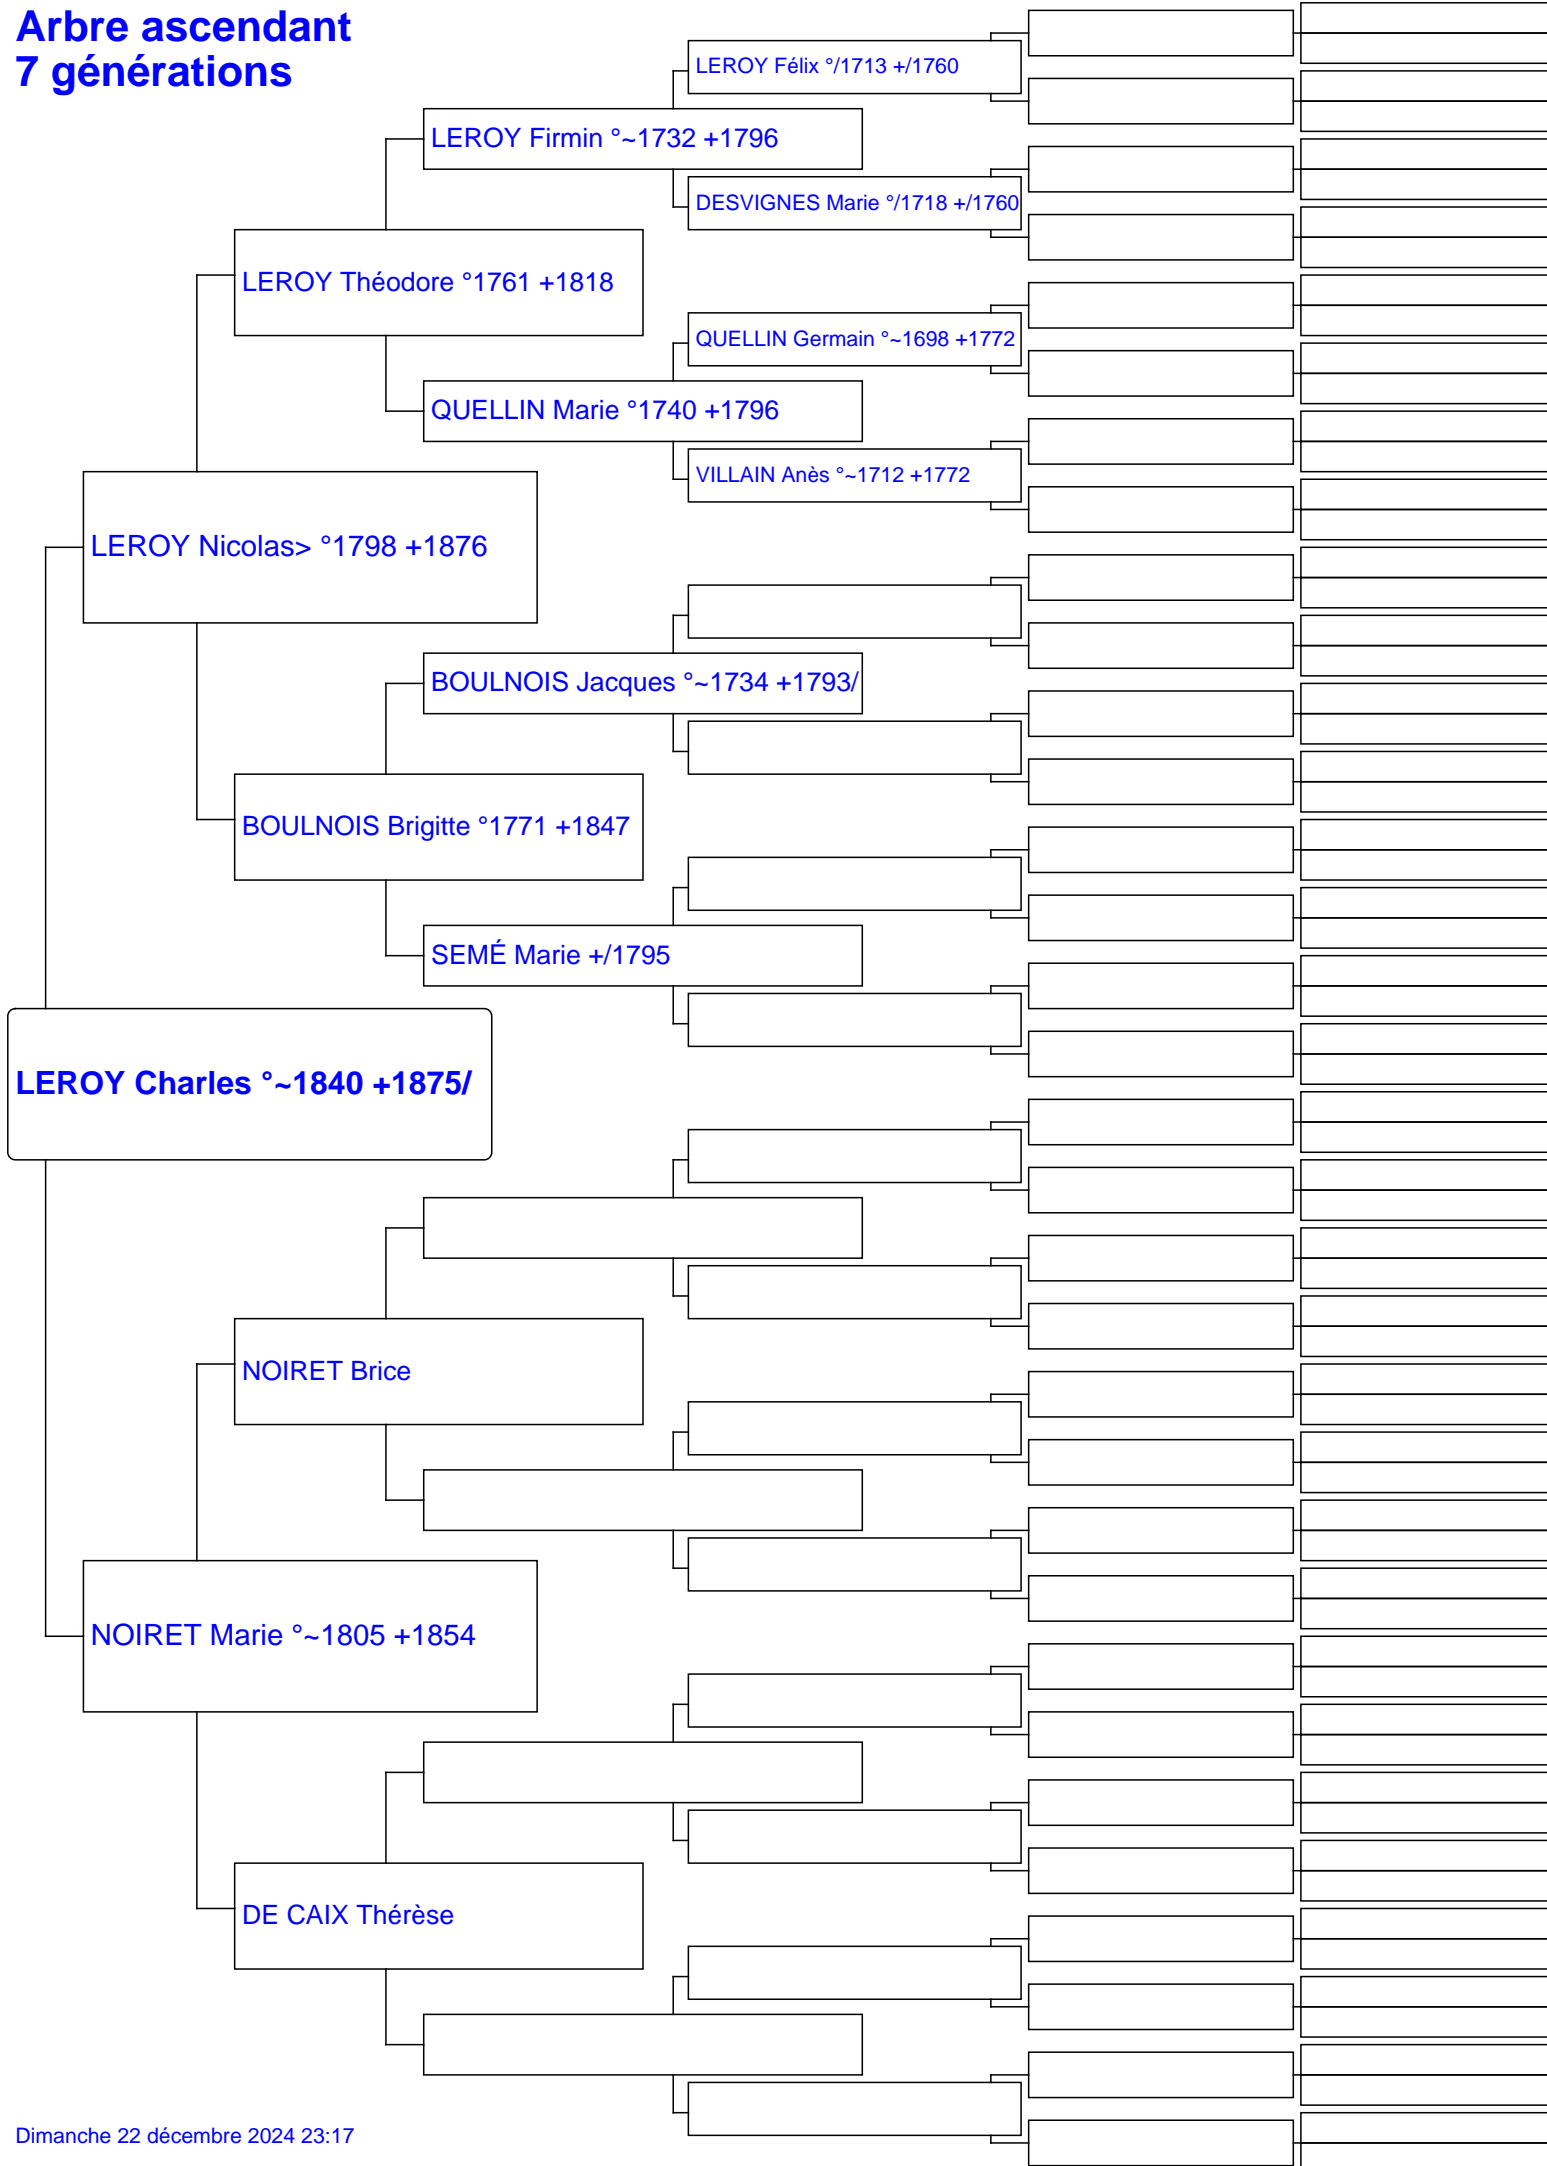 Arbre ascendant
7 générations
LEROY Félix °/1713 +/1760
LEROY Firmin °~1732 +1796
DESVIGNES Marie °/1718 +/1760
LEROY Théodore °1761 +1818
QUELLIN Germain °~1698 +1772
QUELLIN Marie °1740 +1796
VILLAIN Anès °~1712 +1772
LEROY Nicolas> °1798 +1876
BOULNOIS Jacques °~1734 +1793/
BOULNOIS Brigitte °1771 +1847
SEMÉ Marie +/1795
LEROY Charles °~1840 +1875/
NOIRET Brice
NOIRET Marie °~1805 +1854
DE CAIX Thérèse
Dimanche 22 décembre 2024 23:17